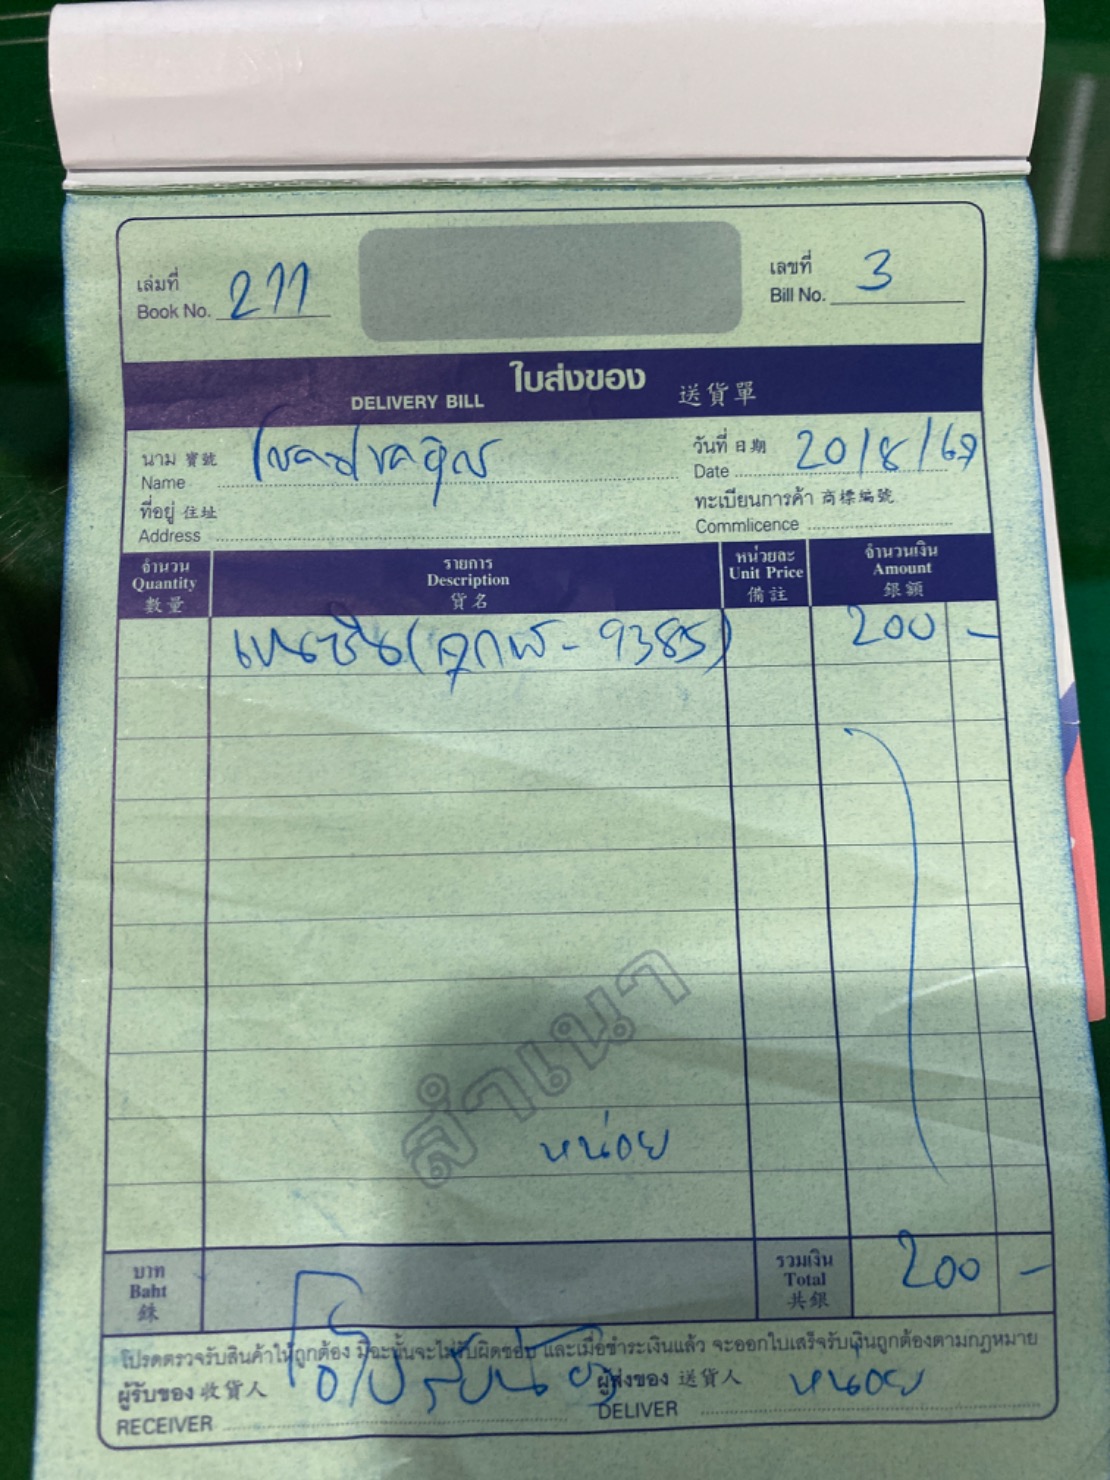 เล่มที่
Book No. 211
เลขที่
Bill No. 3
ใบส่งของ
DELIVERY BILL 送貨單
นาม 寶號
Name
วันที่ 日期
Date 20/8/67
ที่อยู่ 住址
Address
ทะเบียนการค้า 商標編號
Commlicence
จำนวน
Quantity
數量
รายการ
Description
貨名
หน่วยละ
Unit Price
備註
จำนวนเงิน
Amount
銀額
เบนซิน( - 9385) 200 -
สำเนา
หน่อย
บาท
Baht
銖
รวมเงิน
Total
共銀
200 -
โปรดตรวจรับสินค้าให้ถูกต้อง มิฉะนั้นจะไม่รับผิดชอบ และเมื่อชำระเงินแล้ว จะออกใบเสร็จรับเงินถูกต้องตามกฎหมาย
ผู้รับของ 收貨人
RECEIVER
ผู้ส่งของ 送貨人 หน่อย
DELIVER